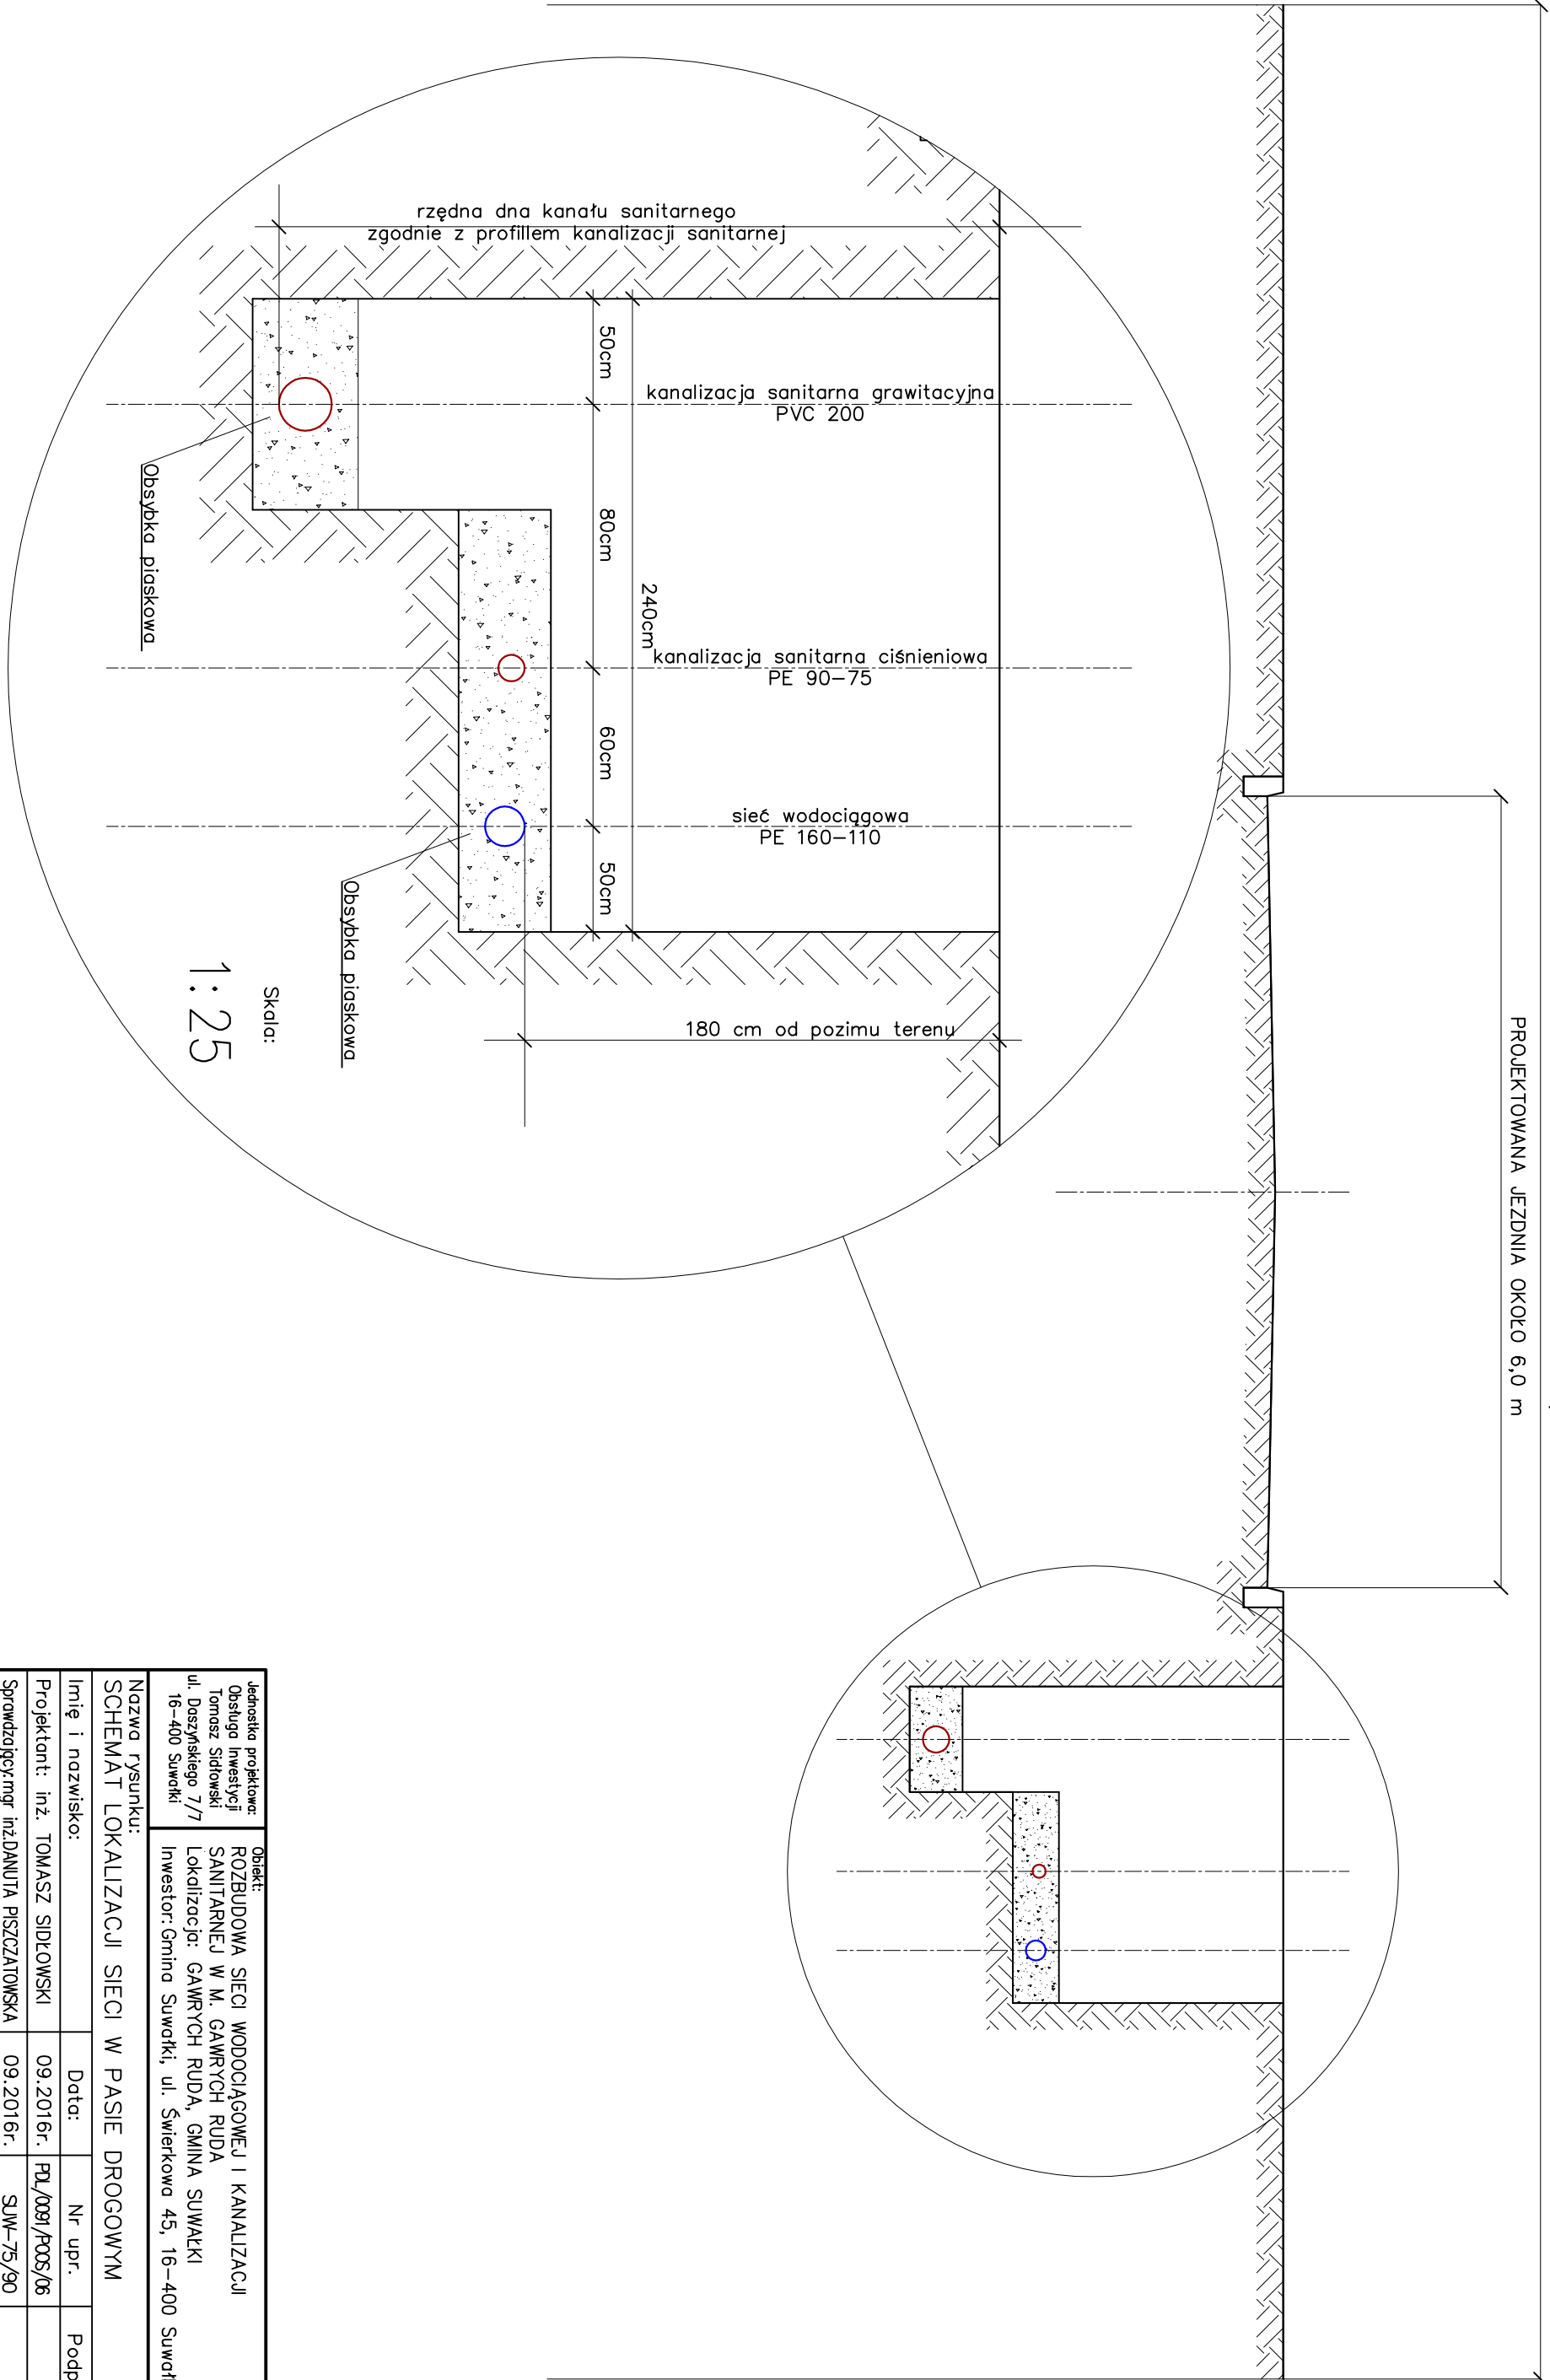 PROJEKTOWANA JEZDNIA OKOŁO 6,0 m
rzędna dna kanału sanitarnego
zgodnie z profillem kanalizacji sanitarnej
50cm
80cm
60cm
50cm
240cm
kanalizacja sanitarna grawitacyjna
PVC 200
kanalizacja sanitarna ciśnieniowa
PE 90-75
sieć wodociągowa
PE 160-110
180 cm od pozimu terenu
Obsybka piaskowa
Obsybka piaskowa
Skala:
1:25
Jednostka projektowa:
Obsługa Inwestycji
Tomasz Sidłowski
ul. Daszyńskiego 7/7
16-400 Suwałki
Obiekt:
ROZBUDOWA SIECI WODOCIĄGOWEJ I KANALIZACJI
SANITARNEJ W M. GAWRYCH RUDA
Lokalizacja: GAWRYCH RUDA, GMINA SUWAŁKI
Inwestor: Gmina Suwałki, ul. Świerkowa 45, 16-400 Suwał
Nazwa rysunku:
SCHEMAT LOKALIZACJI SIECI W PASIE DROGOWYM
Imię i nazwisko: Data: Nr upr. Podp
Projektant: inż. TOMASZ SIDŁOWSKI 09.2016r. PDL/0091/POOS/06
Sprawdzający:mgr inż.DANUTA PISZCZATOWSKA 09.2016r. SUW-75/90